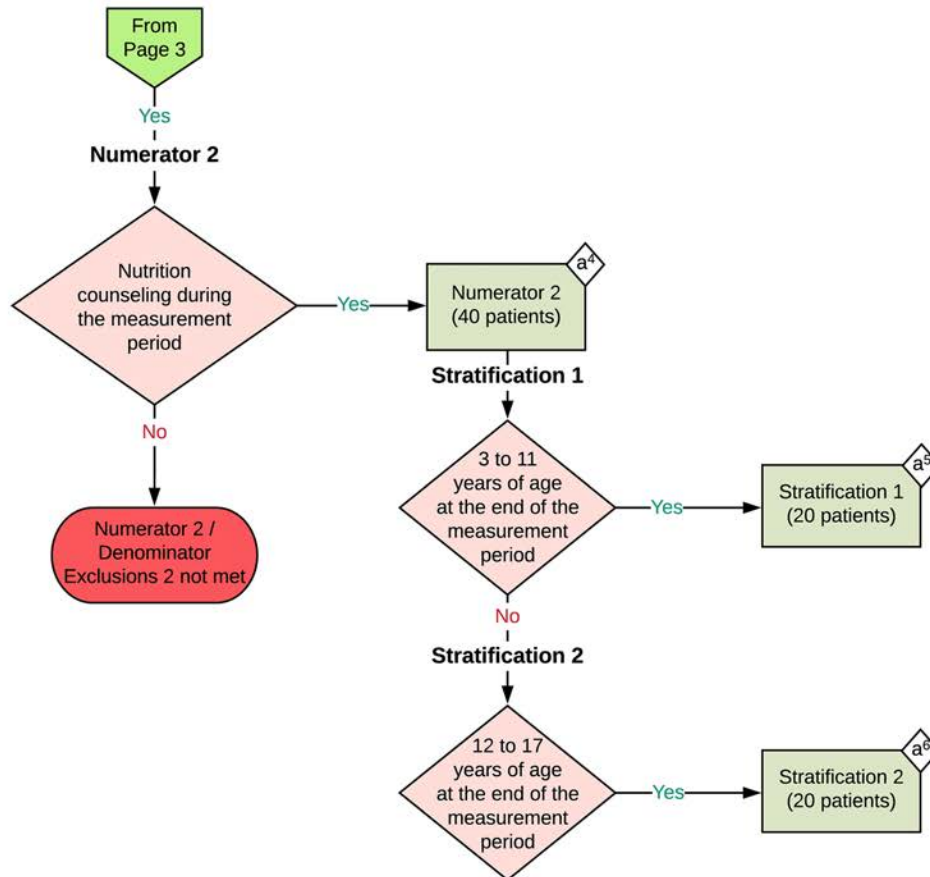 From
Page 3
Yes
Numerator 2
Nutrition
counseling during
the measurement
period
Yes
Numerator 2
(40 patients)
a⁴
No
Numerator 2 /
Denominator
Exclusions 2 not met
Stratification 1
3 to 11
years of age
at the end of the
measurement
period
Yes
Stratification 1
(20 patients)
a⁵
No
Stratification 2
12 to 17
years of age
at the end of the
measurement
period
Yes
Stratification 2
(20 patients)
a⁶